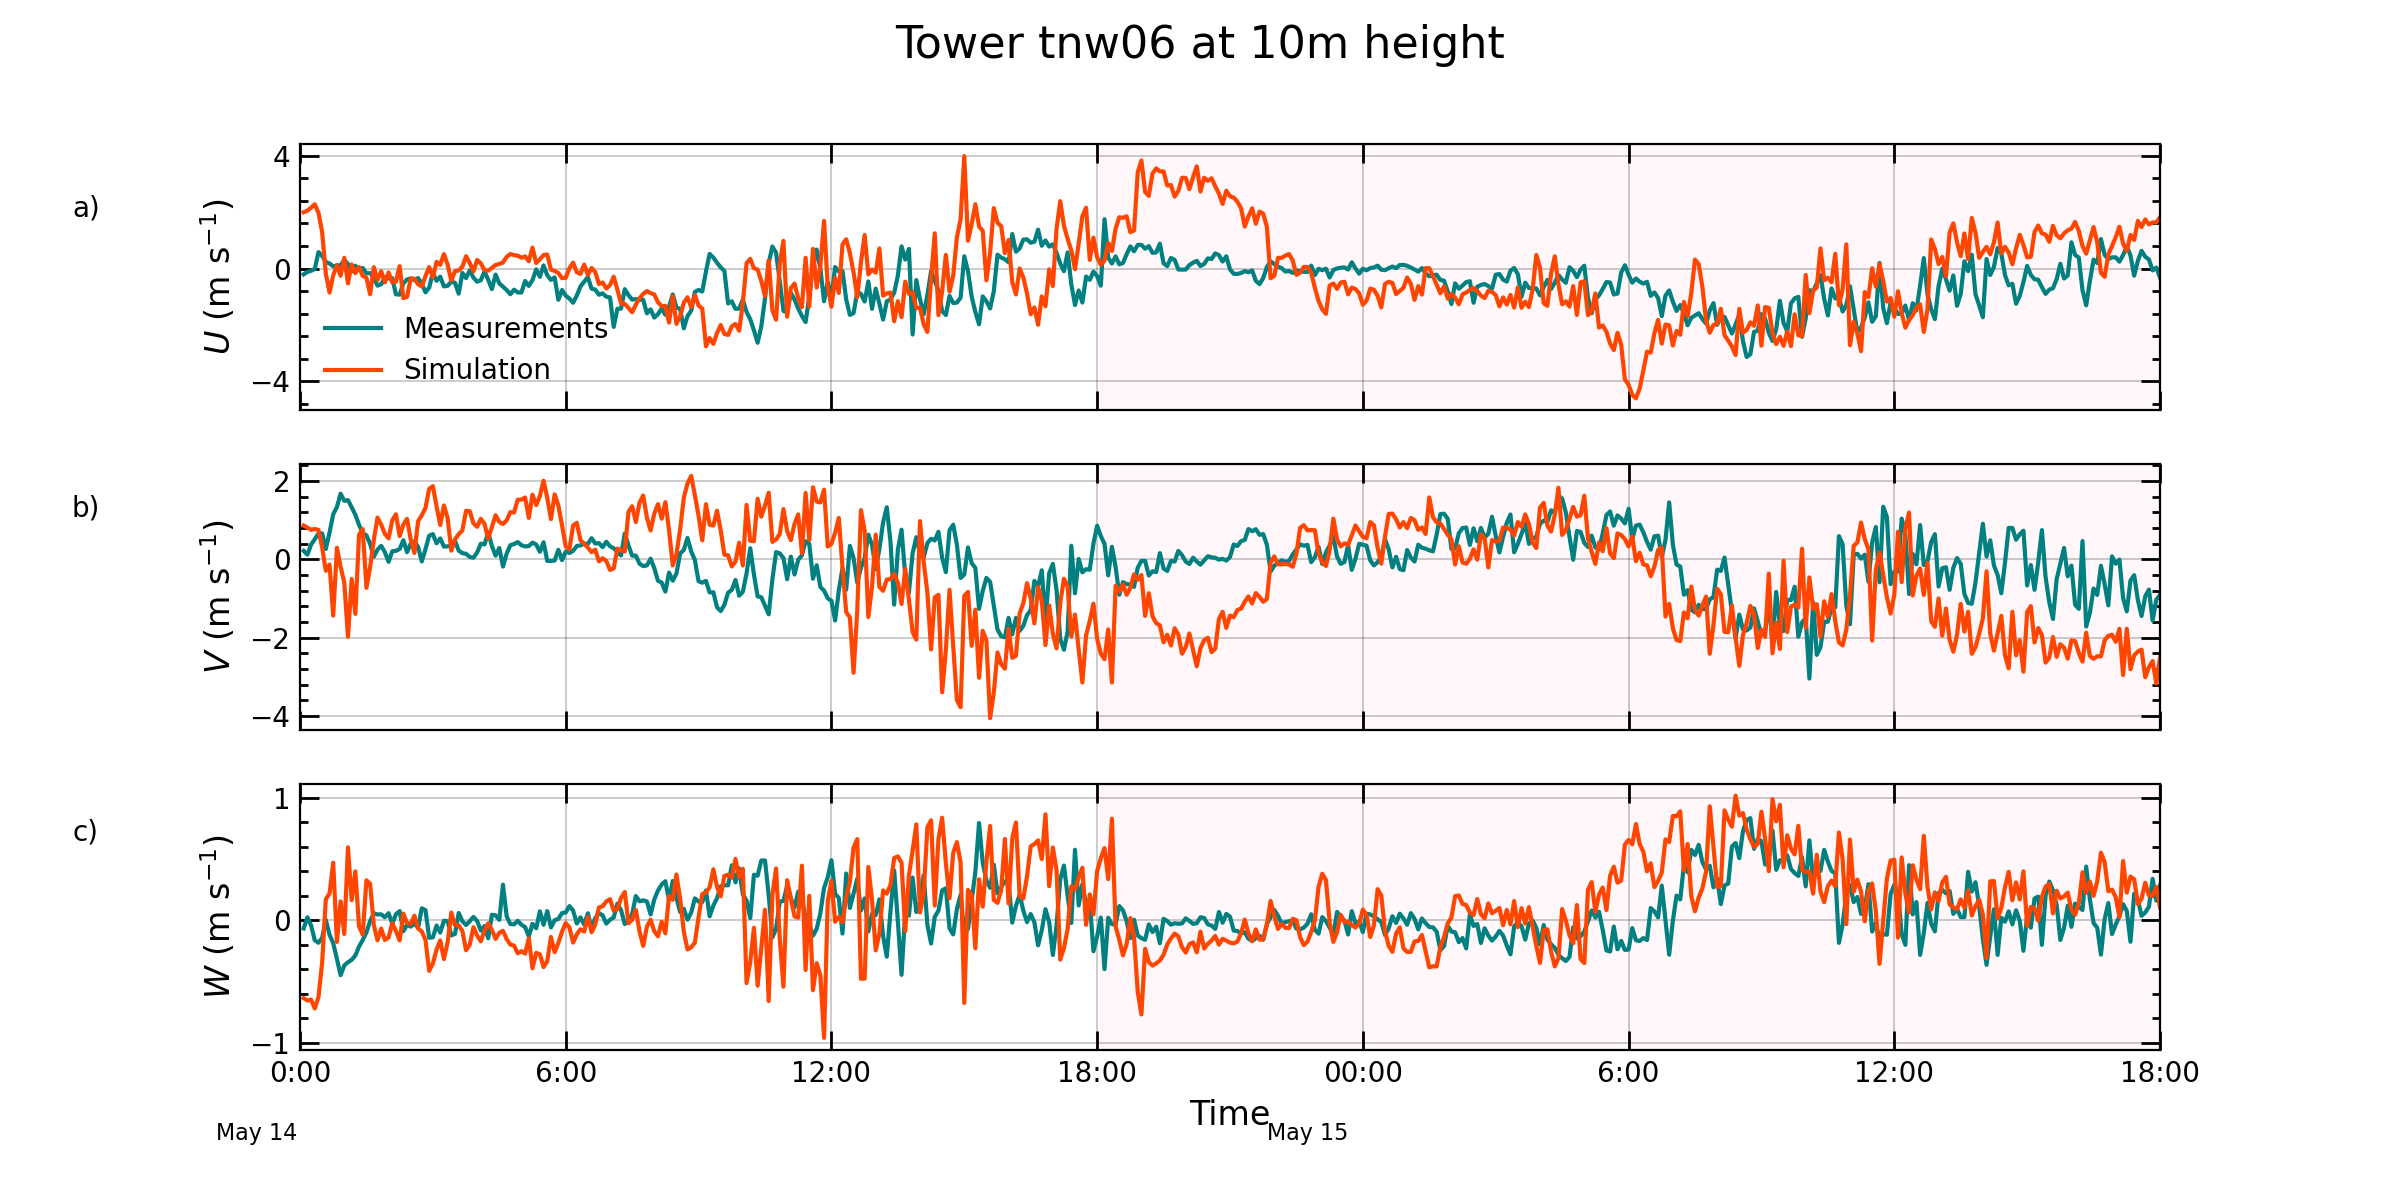 Tower tnw06 at 10m height
a)
U (m s⁻¹)
4
0
−4
Measurements
Simulation
b)
V (m s⁻¹)
2
0
−2
−4
c)
W (m s⁻¹)
1
0
−1
0:00 6:00 12:00 18:00 00:00 6:00 12:00 18:00
Time
May 14 May 15